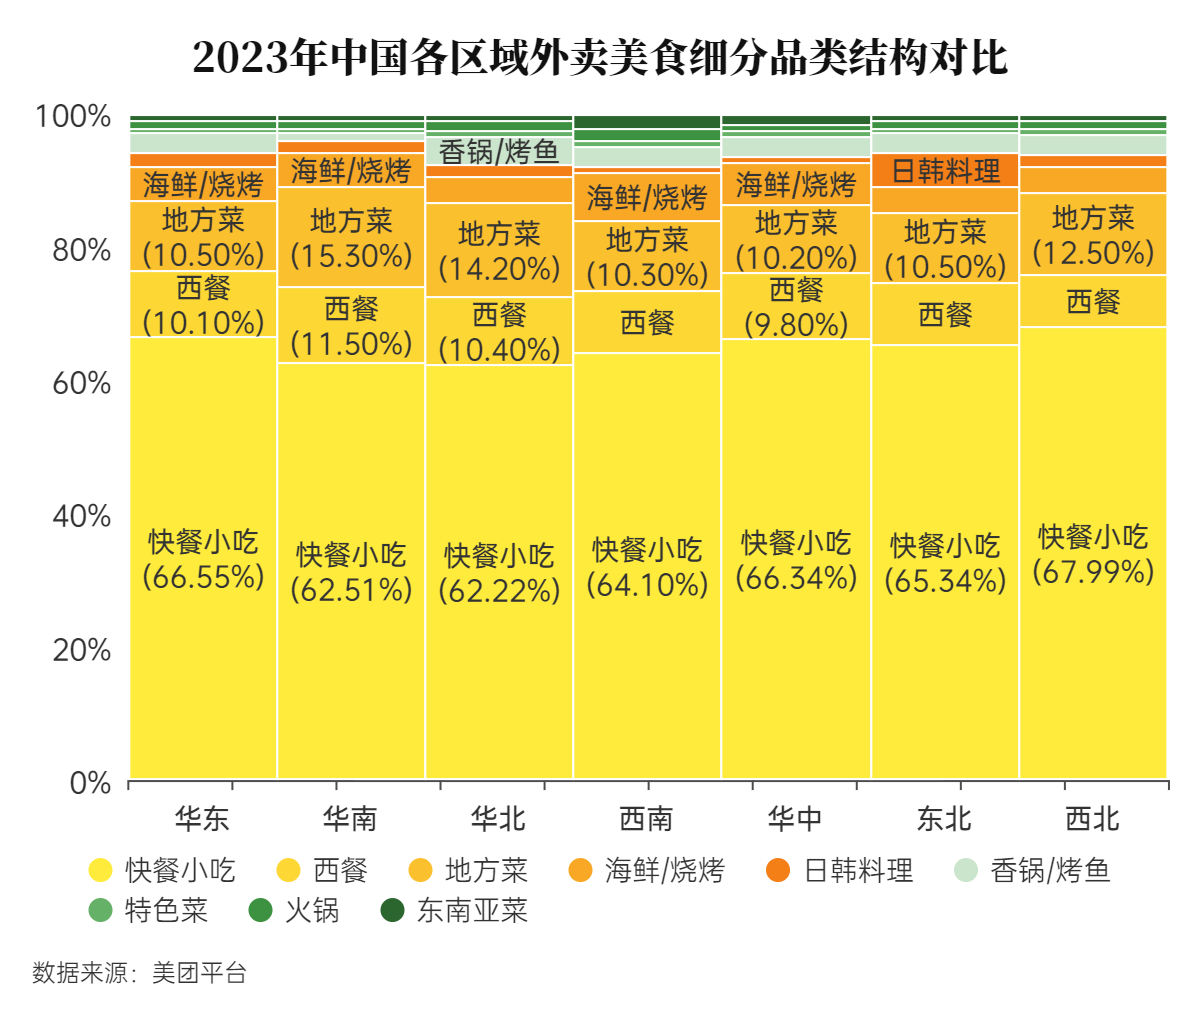 2023年中国各区域外卖美食细分品类结构对比
100%
80%
60%
40%
20%
0%
海鲜/烧烤
地方菜
(10.50%)
西餐
(10.10%)
快餐小吃
(66.55%)
海鲜/烧烤
地方菜
(15.30%)
西餐
(11.50%)
快餐小吃
(62.51%)
香锅/烤鱼
地方菜
(14.20%)
西餐
(10.40%)
快餐小吃
(62.22%)
海鲜/烧烤
地方菜
(10.30%)
西餐
快餐小吃
(64.10%)
海鲜/烧烤
地方菜
(10.20%)
西餐
(9.80%)
快餐小吃
(66.34%)
日韩料理
地方菜
(10.50%)
西餐
快餐小吃
(65.34%)
地方菜
(12.50%)
西餐
快餐小吃
(67.99%)
华东 华南 华北 西南 华中 东北 西北
快餐小吃 西餐 地方菜 海鲜/烧烤 日韩料理 香锅/烤鱼
特色菜 火锅 东南亚菜
数据来源：美团平台